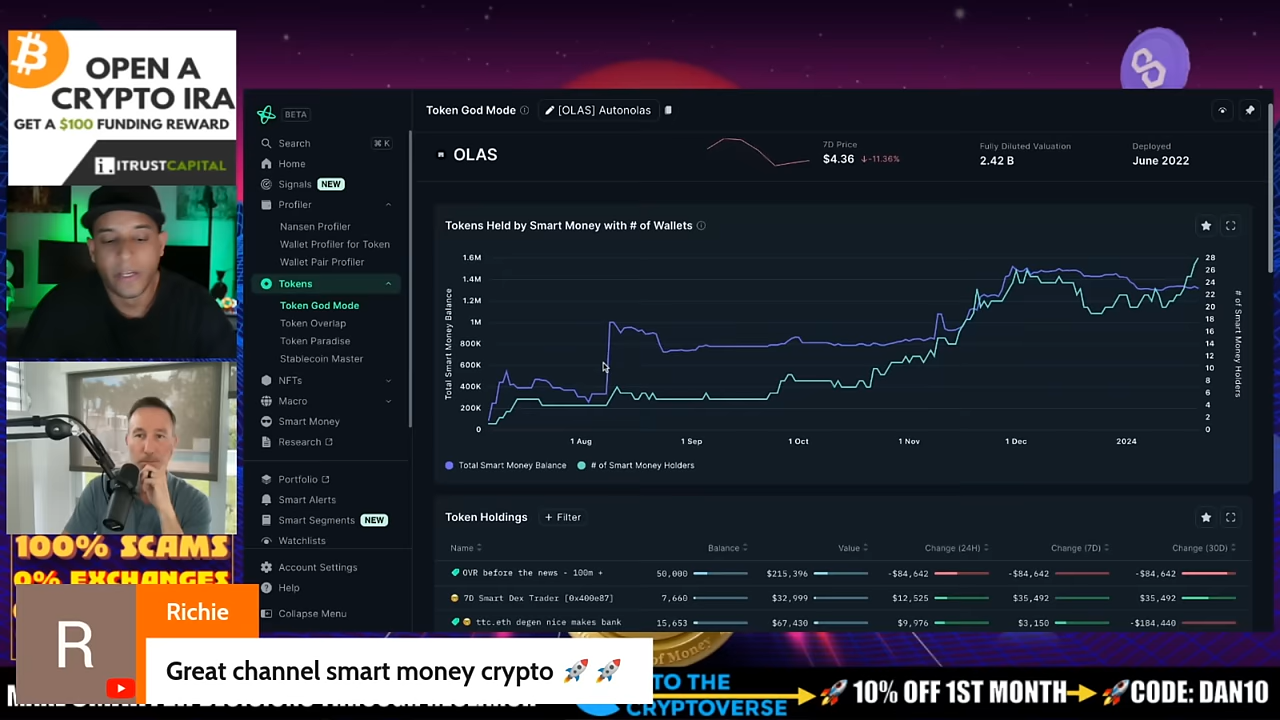 OPEN A
CRYPTO IRA
GET A $100 FUNDING REWARD
i. iTRUSTCAPITAL
BETA
Search
⌘ K
Home
Signals NEW
Profiler
Nansen Profiler
Wallet Profiler for Token
Wallet Pair Profiler
Tokens
Token God Mode
Token Overlap
Token Paradise
Stablecoin Master
NFTs
Macro
Smart Money
Research
Portfolio
Smart Alerts
Smart Segments NEW
Watchlists
Account Settings
Help
Collapse Menu
Token God Mode
[OLAS] Autonolas
OLAS
7D Price
$4.36 ↓-11.36%
Fully Diluted Valuation
2.42 B
Deployed
June 2022
Tokens Held by Smart Money with # of Wallets
Total Smart Money Balance
1.6M
1.4M
1.2M
1M
800K
600K
400K
200K
0
28
26
24
22
20
18
16
14
12
10
8
6
4
2
0
# of Smart Money Holders
1 Aug 1 Sep 1 Oct 1 Nov 1 Dec 2024
Total Smart Money Balance # of Smart Money Holders
Token Holdings + Filter
Name Balance Value Change (24H) Change (7D) Change (30D)
OVR before the news - 100m + 50,000 $215,396 -$84,642 -$84,642 -$84,642
7D Smart Dex Trader [0x400e87] 7,660 $32,999 $12,525 $35,492 $35,492
ttc.eth degen nice makes bank 15,653 $67,430 $9,976 $3,150 -$184,440
100% SCAMS
0% EXCHANGES
R
Richie
Great channel smart money crypto 🚀 🚀
of Money
TO THE
CRYPTOVERSE
🚀 10% OFF 1ST MONTH
🚀CODE: DAN10